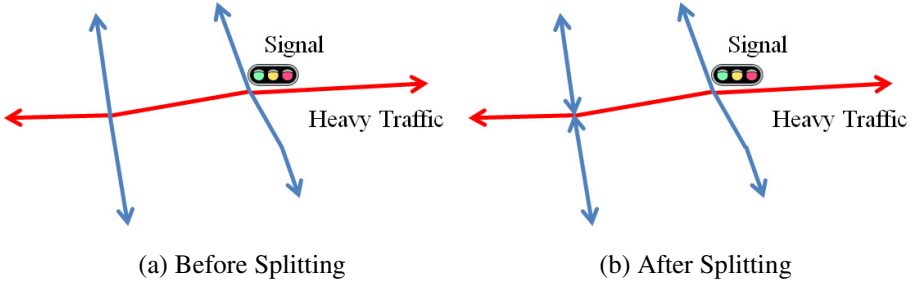 Signal
Heavy Traffic
(a) Before Splitting
Signal
Heavy Traffic
(b) After Splitting